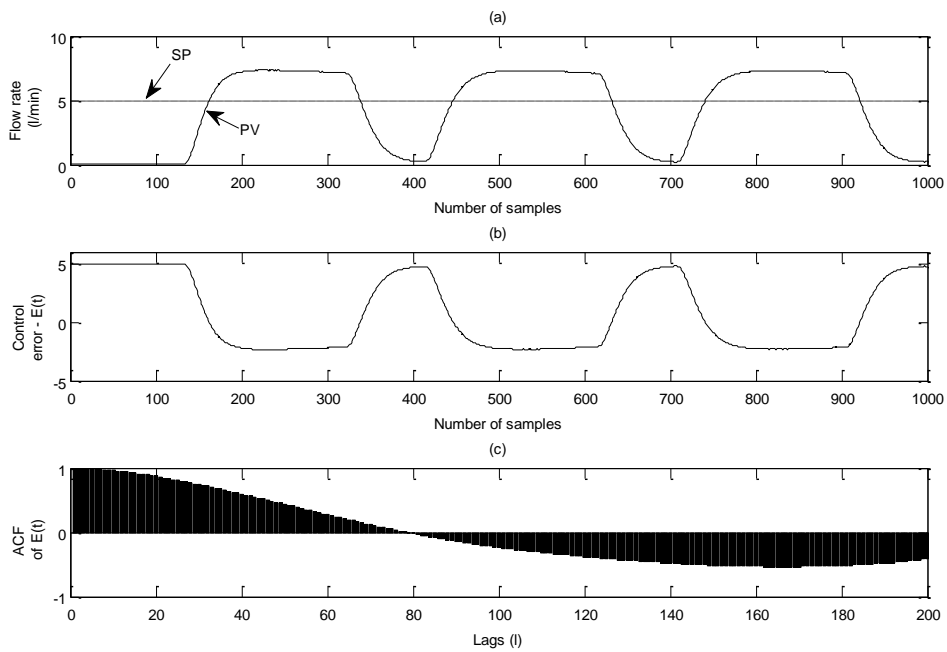 (a)
10
5
0
SP
PV
Flow rate
(l/min)
0 100 200 300 400 500 600 700 800 900 1000
Number of samples
(b)
5
0
-5
Control
error - E(t)
0 100 200 300 400 500 600 700 800 900 1000
Number of samples
(c)
1
0
-1
ACF
of E(t)
0 20 40 60 80 100 120 140 160 180 200
Lags (l)